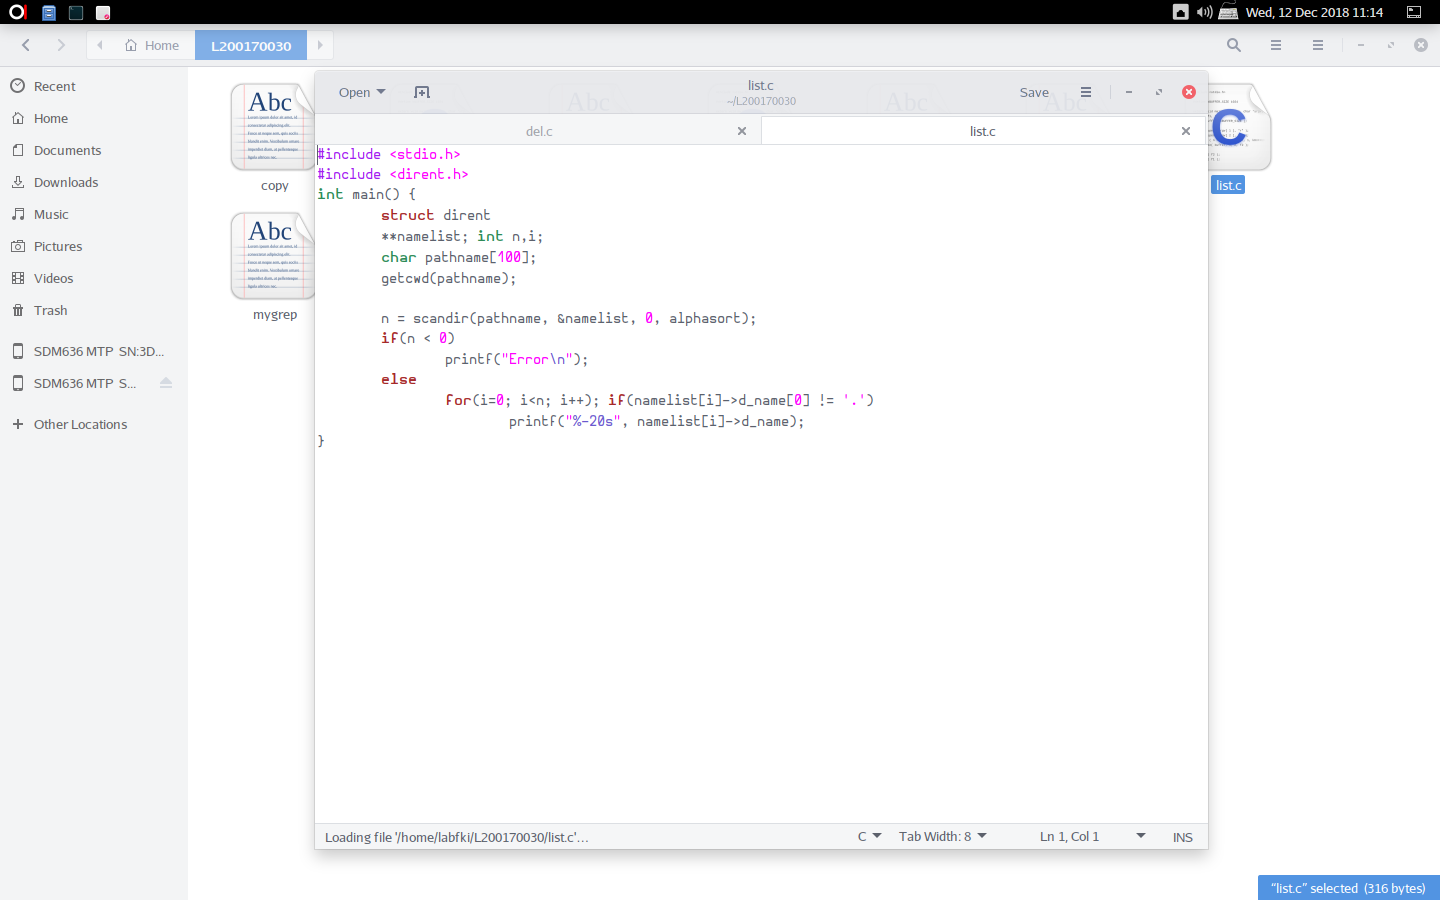 Wed, 12 Dec 2018 11:14
Home
L200170030
Recent
Home
Documents
Downloads
Music
Pictures
Videos
Trash
SDM636 MTP SN:3D...
SDM636 MTP S...
Other Locations
Abc
copy
Abc
mygrep
C
list.c
Open
list.c
~/L200170030
Save
del.c
list.c
#include <stdio.h>
#include <dirent.h>
int main() {
        struct dirent
        **namelist; int n,i;
        char pathname[100];
        getcwd(pathname);

        n = scandir(pathname, &namelist, 0, alphasort);
        if(n < 0)
                printf("Error\n");
        else
                for(i=0; i<n; i++); if(namelist[i]->d_name[0] != '.')
                        printf("%-20s", namelist[i]->d_name);
}
Loading file '/home/labfki/L200170030/list.c'...
C
Tab Width: 8
Ln 1, Col 1
INS
"list.c" selected (316 bytes)